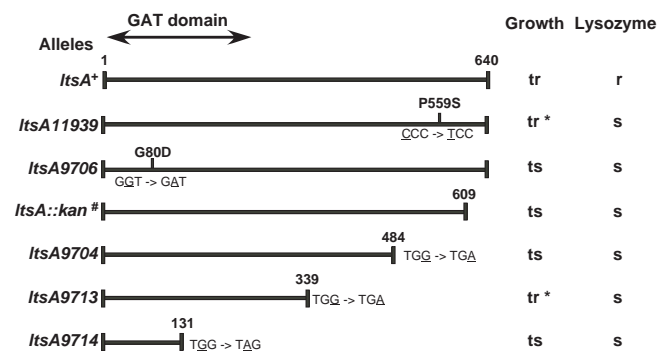 GAT domain
Growth Lysozyme
Alleles
1 640
ltsA+ tr r
P559S
ltsA11939 CCC -> TCC tr * s
G80D
ltsA9706 ts s
GGT -> GAT
609
ltsA::kan # ts s
484
ltsA9704 TGG -> TGA ts s
339
ltsA9713 TGG -> TGA tr * s
131
ltsA9714 TGG -> TAG ts s